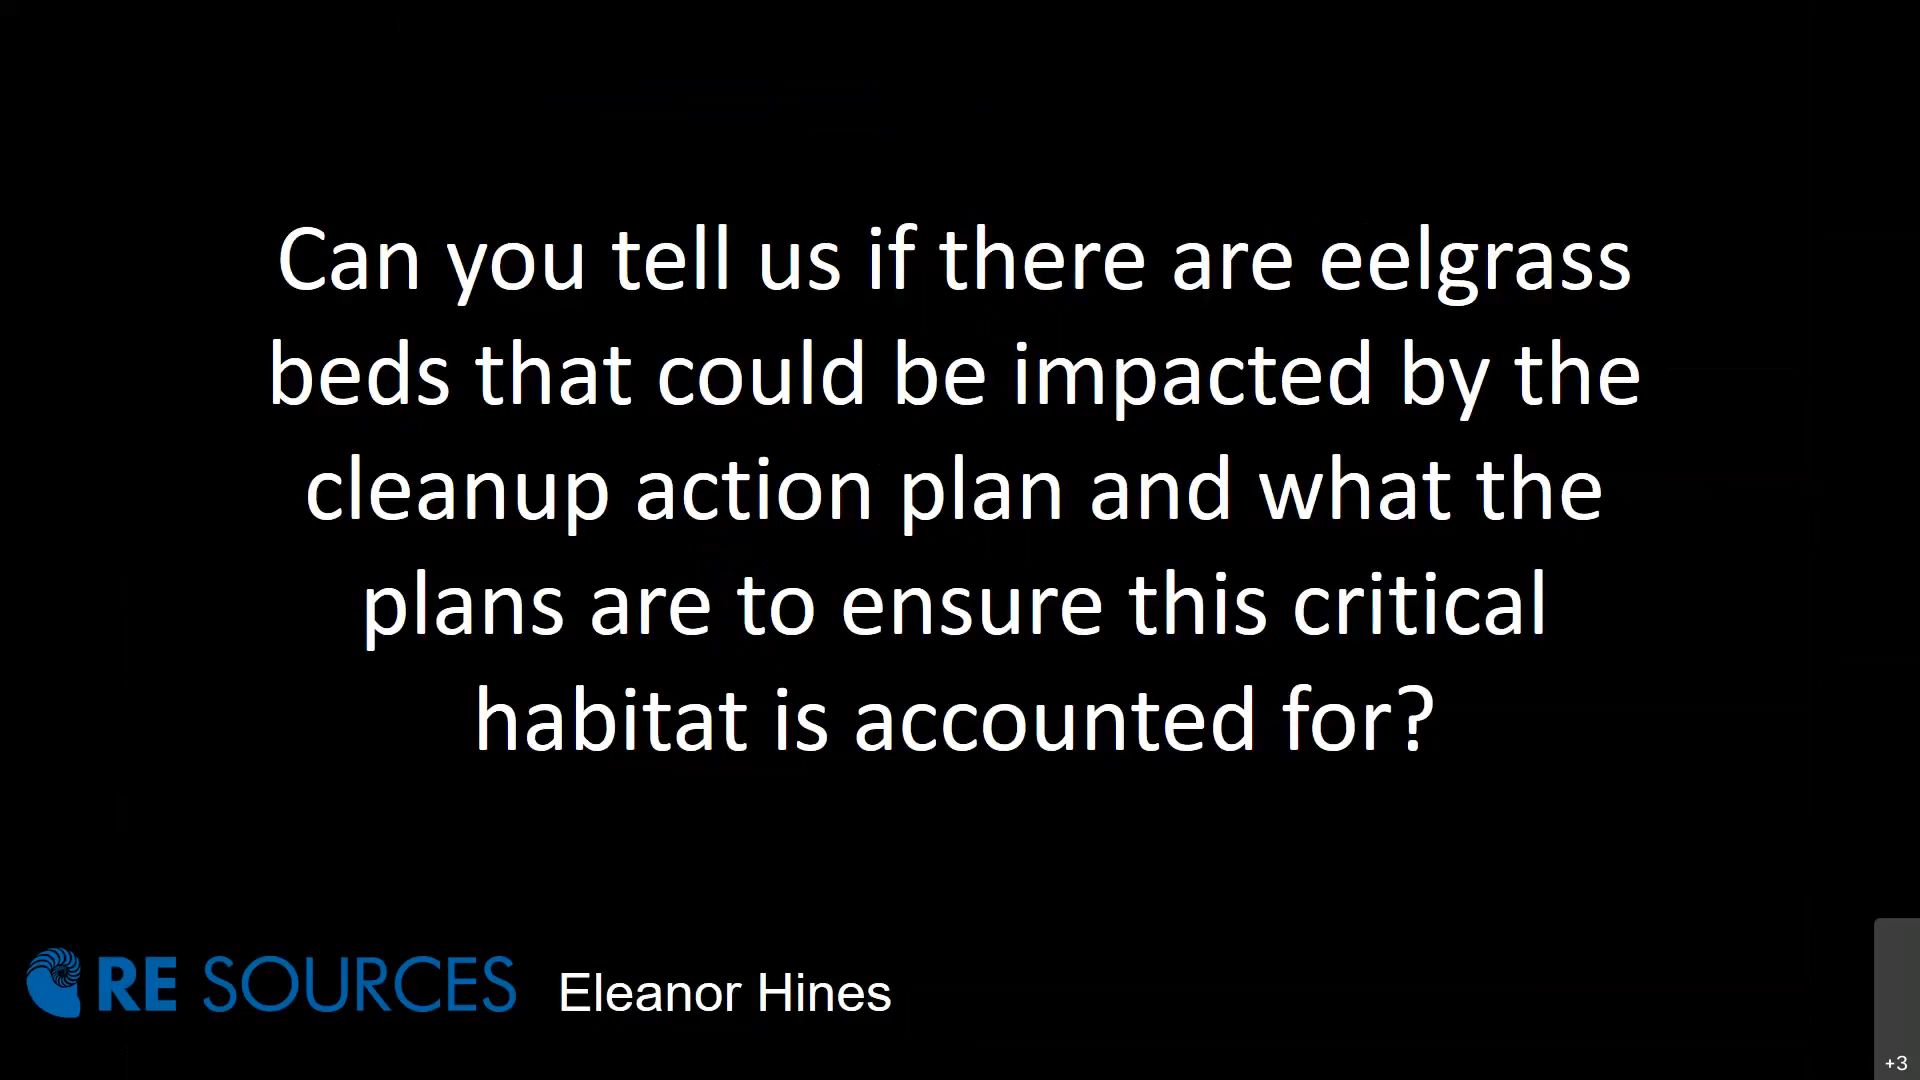 Can you tell us if there are eelgrass
beds that could be impacted by the
cleanup action plan and what the
plans are to ensure this critical
habitat is accounted for?
RE SOURCES
Eleanor Hines
+3